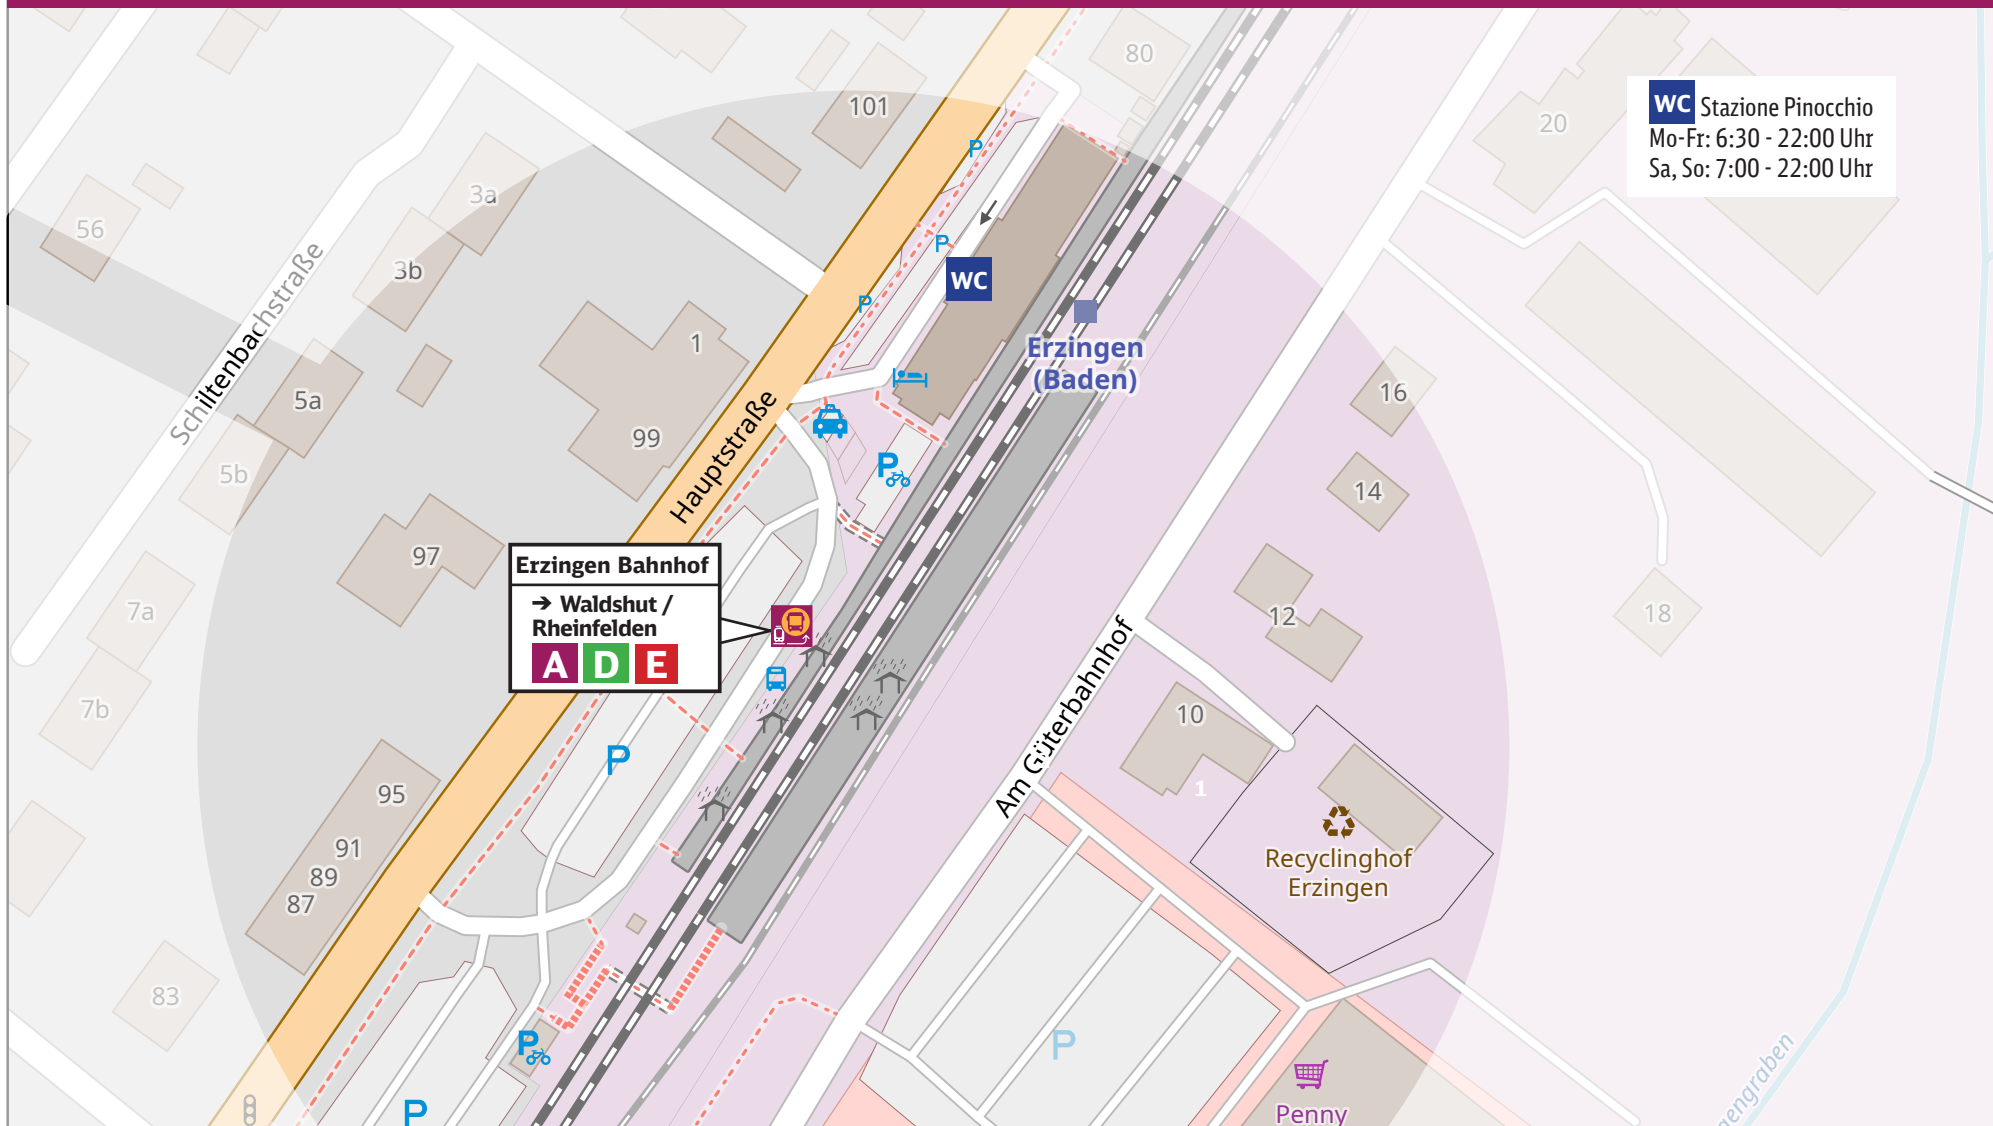 80
101
WC Stazione Pinocchio
Mo-Fr: 6:30 - 22:00 Uhr
Sa, So: 7:00 - 22:00 Uhr
20
P
3a
56
P
3b
WC
P
Schiltenbachstraße
1
Erzingen
(Baden)
5a
16
Hauptstraße
99
P
5b
14
97
Erzingen Bahnhof
➔ Waldshut /
Rheinfelden
A D E
7a
12
18
Am Güterbahnhof
7b
10
P
1
95
91
89
87
Recyclinghof
Erzingen
83
P
P
P
Penny